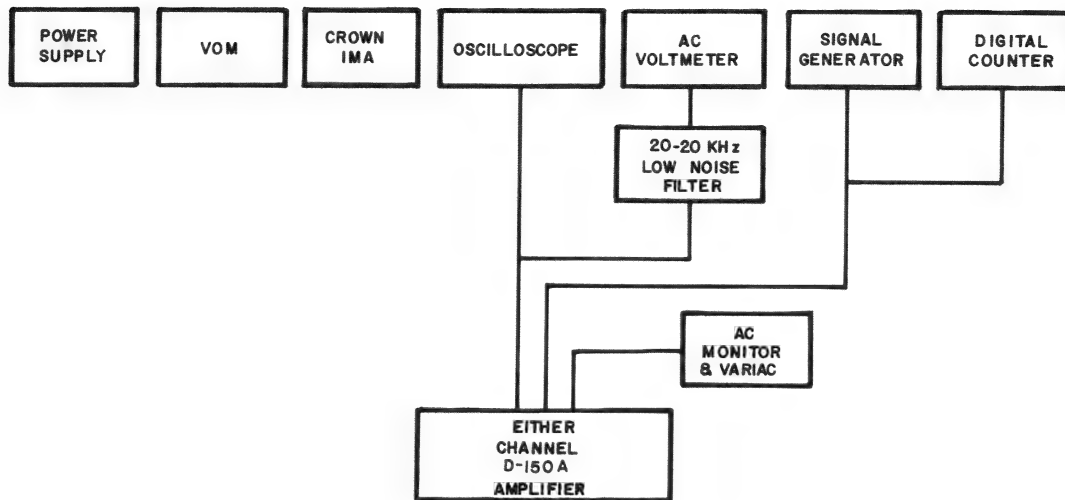 POWER
SUPPLY
VOM
CROWN
IMA
OSCILLOSCOPE
AC
VOLTMETER
SIGNAL
GENERATOR
DIGITAL
COUNTER
20-20 KHz
LOW NOISE
FILTER
AC
MONITOR
& VARIAC
EITHER
CHANNEL
D-150A
AMPLIFIER